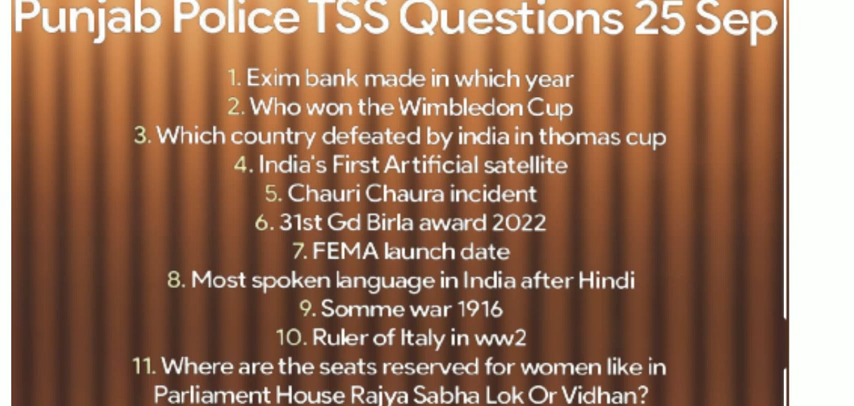 Punjab Police TSS Questions 25 Sep
1. Exim bank made in which year
2. Who won the Wimbledon Cup
3. Which country defeated by india in thomas cup
4. India's First Artificial satellite
5. Chauri Chaura incident
6. 31st Gd Birla award 2022
7. FEMA launch date
8. Most spoken language in India after Hindi
9. Somme war 1916
10. Ruler of Italy in ww2
11. Where are the seats reserved for women like in
Parliament House Rajya Sabha Lok Or Vidhan?